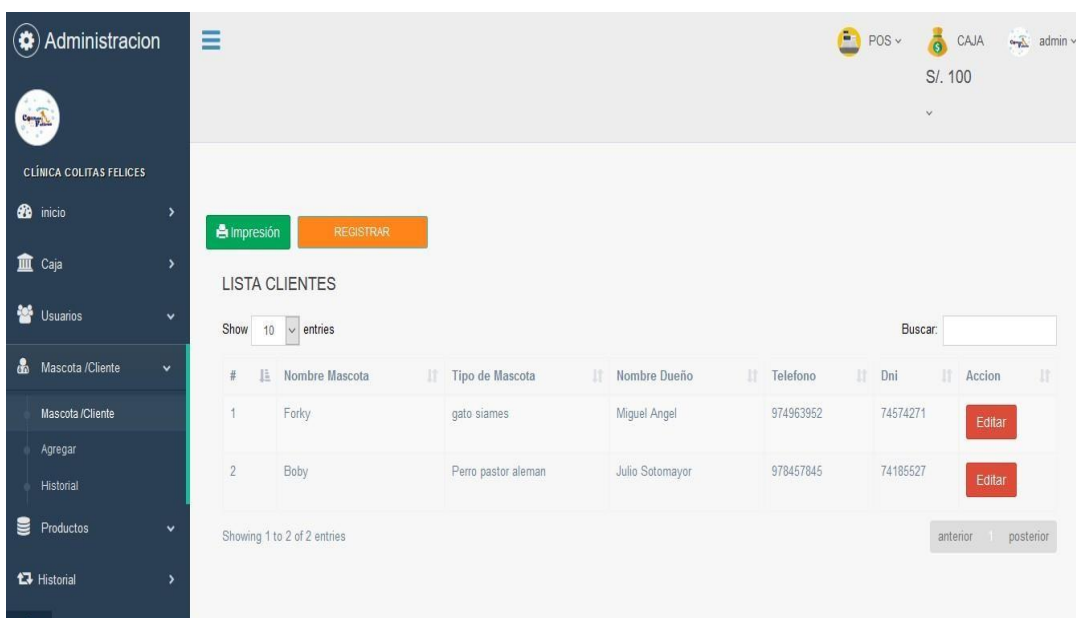 Administracion
POS
CAJA
admin
S/. 100
CLÍNICA COLITAS FELICES
inicio
Caja
Usuarios
Mascota /Cliente
Mascota /Cliente
Agregar
Historial
Productos
Historial
Impresión
REGISTRAR
LISTA CLIENTES
Show 10 entries
Buscar:
# Nombre Mascota Tipo de Mascota Nombre Dueño Telefono Dni Accion
1 Forky gato siames Miguel Angel 974963952 74574271 Editar
2 Boby Perro pastor aleman Julio Sotomayor 978457845 74185527 Editar
Showing 1 to 2 of 2 entries
anterior 1 posterior